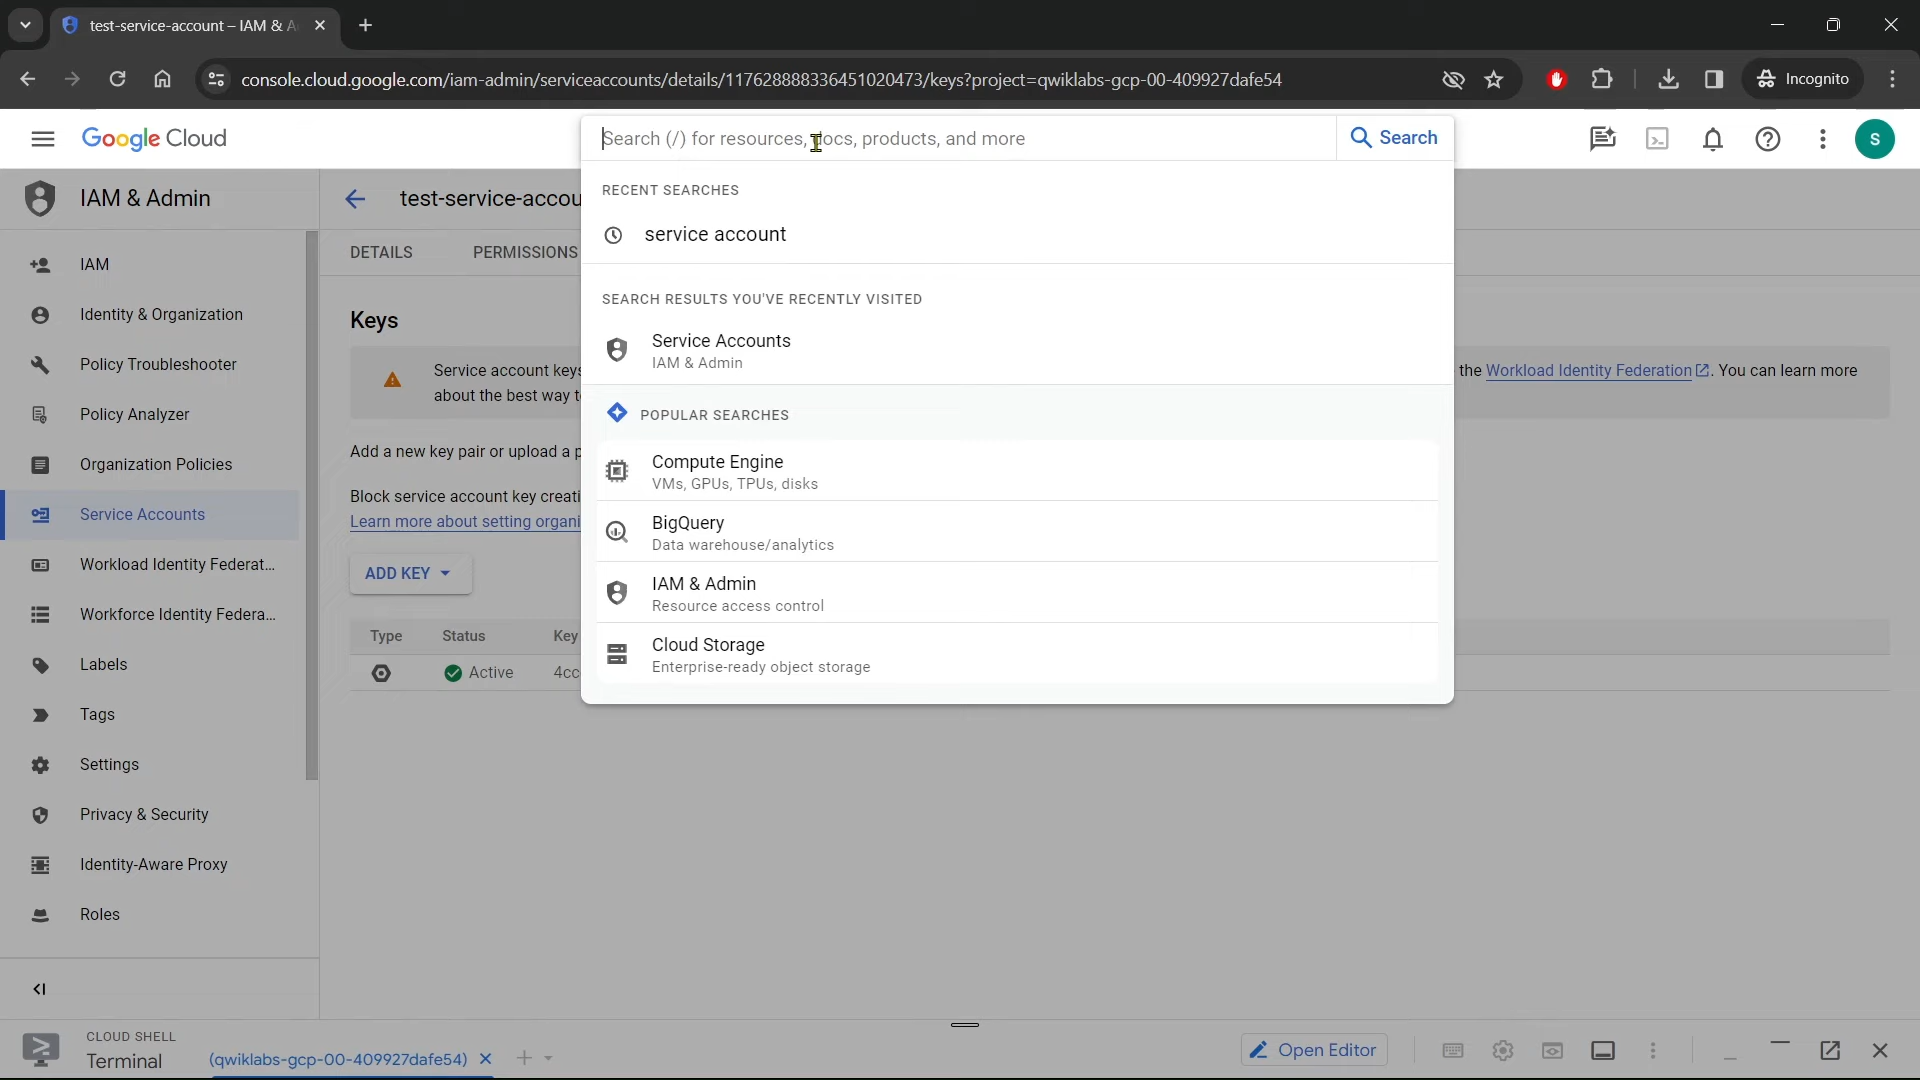 test-service-account – IAM & A
console.cloud.google.com/iam-admin/serviceaccounts/details/117628888336451020473/keys?project=qwiklabs-gcp-00-409927dafe54
Incognito
Google Cloud
Search (/) for resources, docs, products, and more
Search
S
IAM & Admin
test-service-accou
RECENT SEARCHES
service account
DETAILS
PERMISSIONS
IAM
Identity & Organization
Policy Troubleshooter
Policy Analyzer
Organization Policies
Service Accounts
Workload Identity Federat...
Workforce Identity Federa...
Labels
Tags
Settings
Privacy & Security
Identity-Aware Proxy
Roles
Keys
Service account keys
the Workload Identity Federation. You can learn more
about the best way t
Add a new key pair or upload a p
Block service account key creati
Learn more about setting organi
ADD KEY
Type Status Key
Active 4cc
SEARCH RESULTS YOU'VE RECENTLY VISITED
Service Accounts
IAM & Admin
POPULAR SEARCHES
Compute Engine
VMs, GPUs, TPUs, disks
BigQuery
Data warehouse/analytics
IAM & Admin
Resource access control
Cloud Storage
Enterprise-ready object storage
CLOUD SHELL
Terminal
(qwiklabs-gcp-00-409927dafe54)
Open Editor